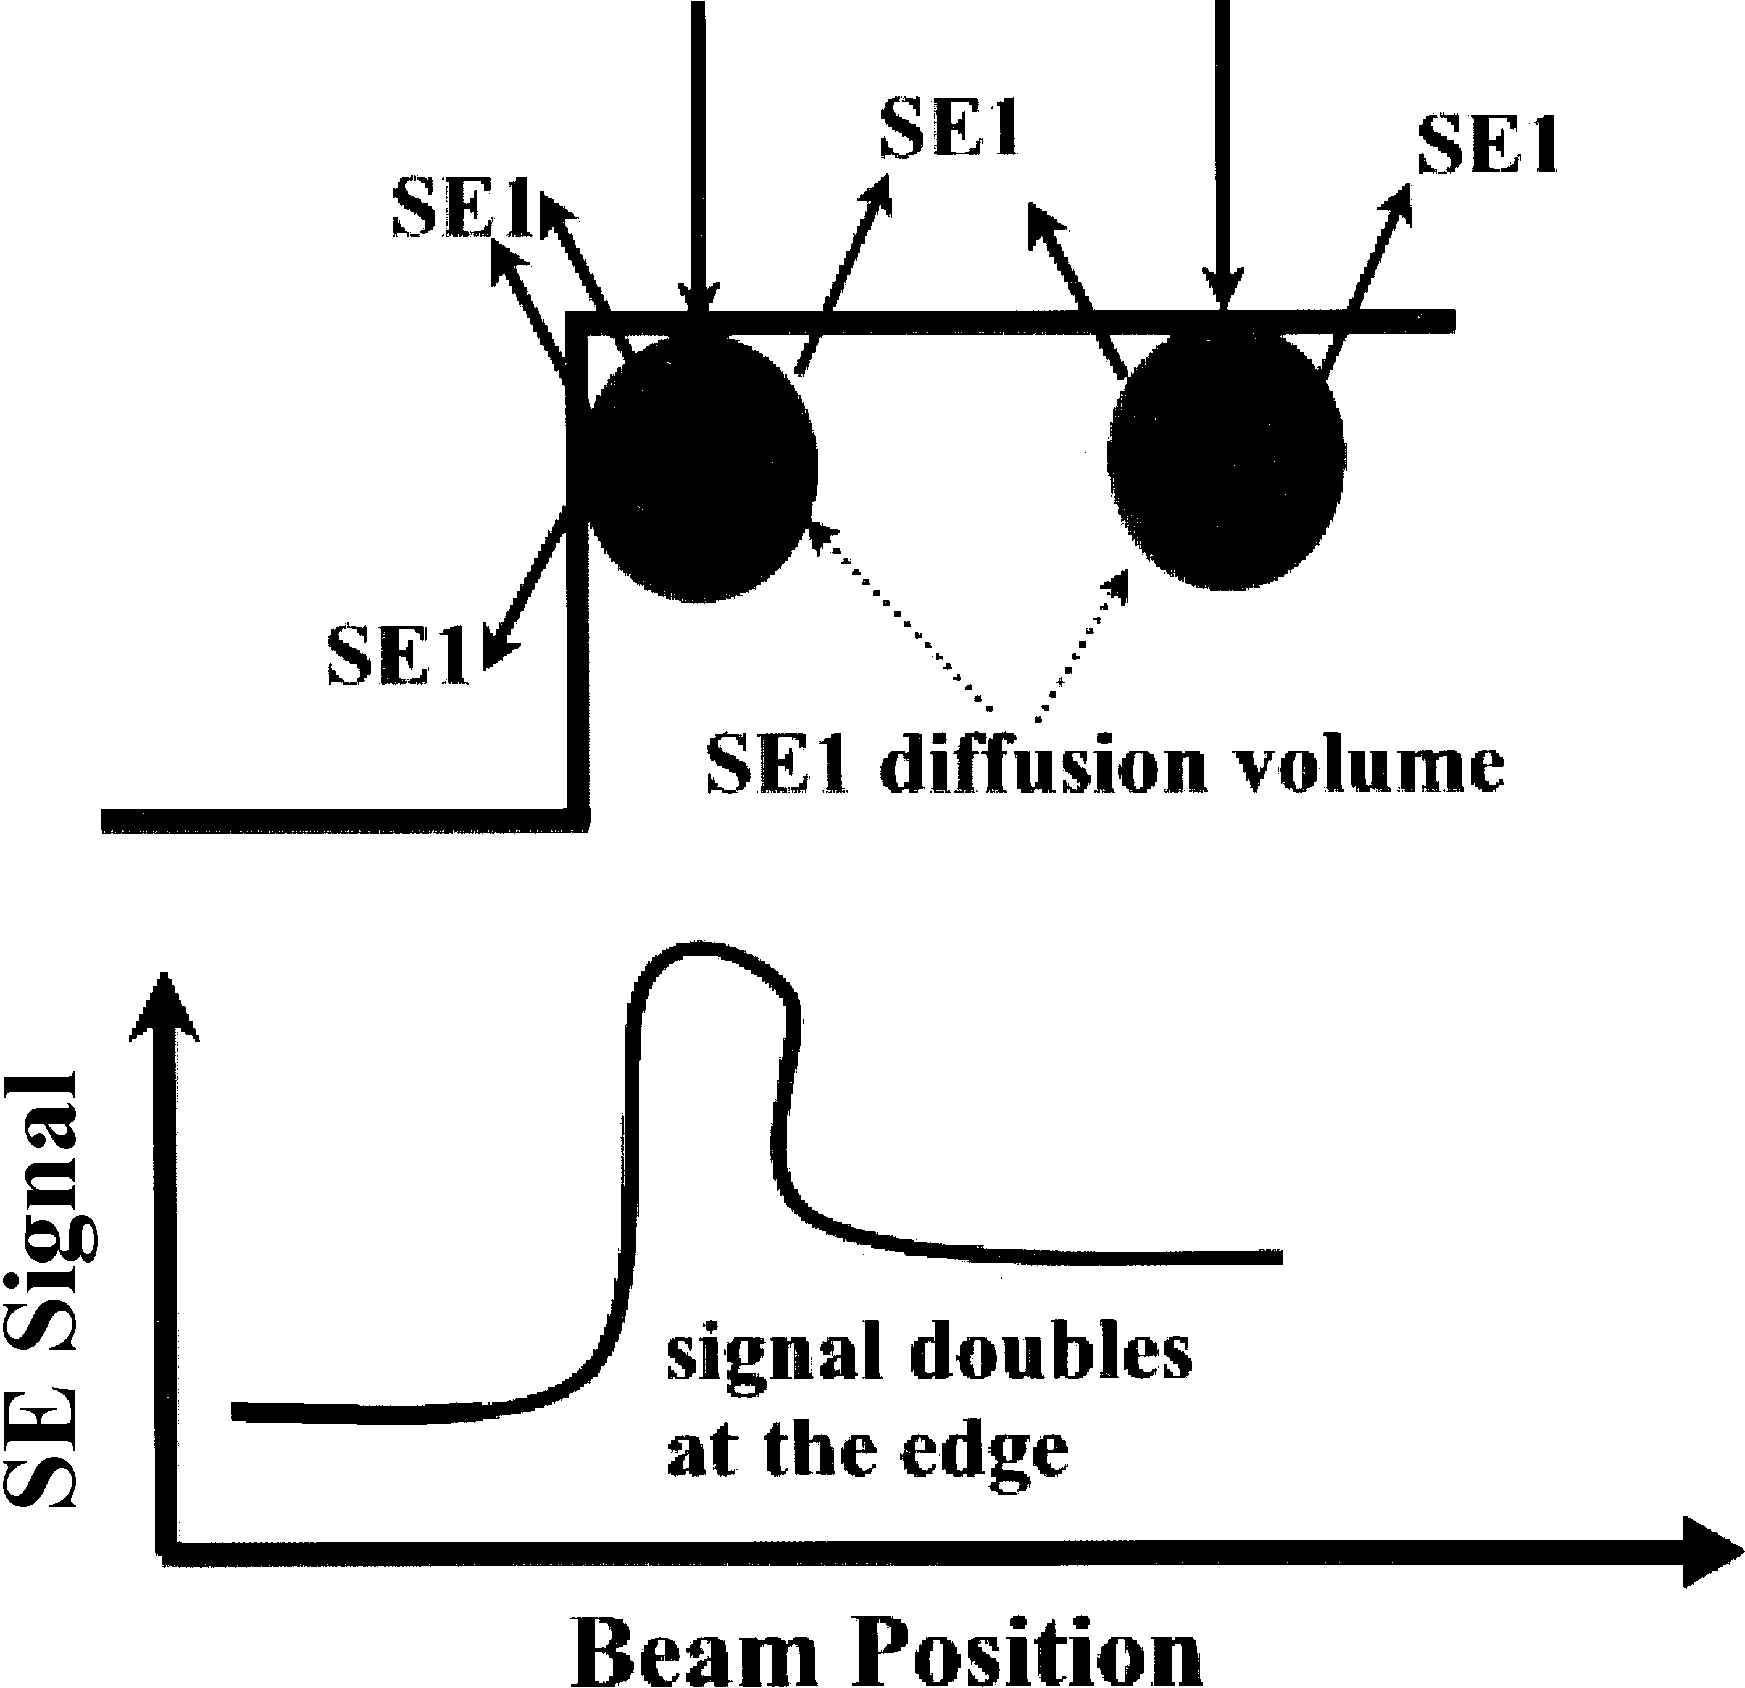 SE1
SE1
SE1
SE1
SE1 diffusion volume
SE Signal
signal doubles
at the edge
Beam Position